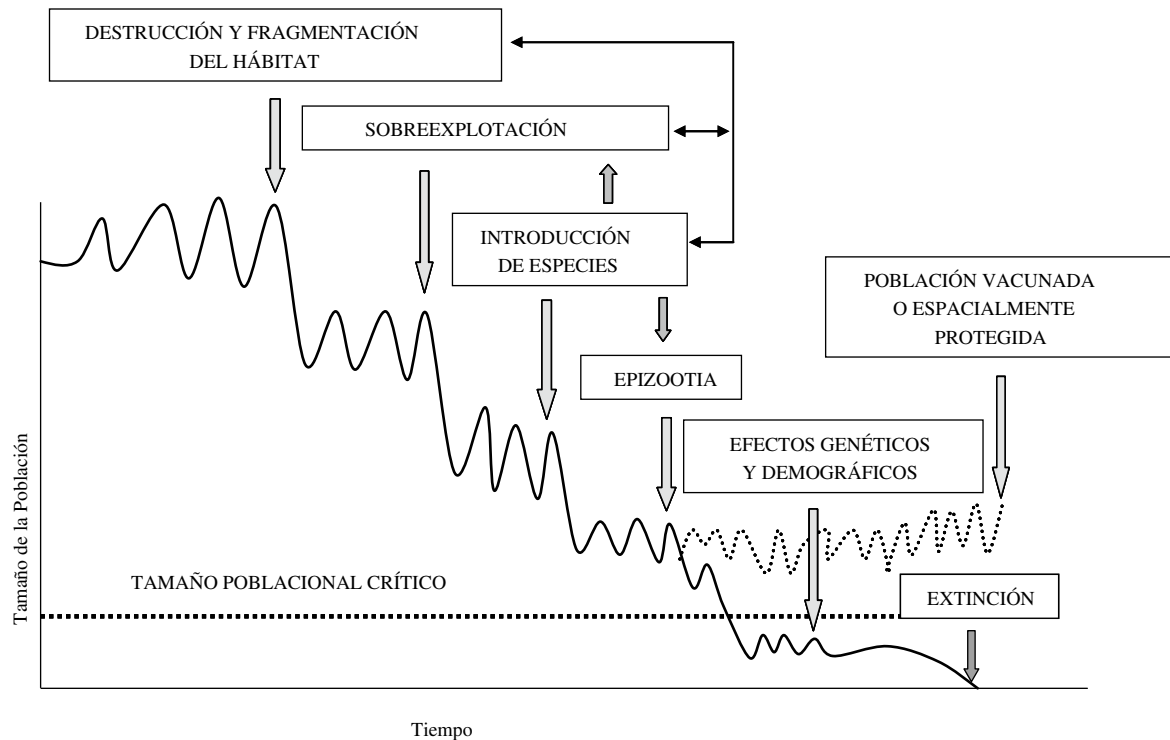 DESTRUCCIÓN Y FRAGMENTACIÓN
DEL HÁBITAT
SOBREEXPLOTACIÓN
INTRODUCCIÓN
DE ESPECIES
POBLACIÓN VACUNADA
O ESPACIALMENTE
PROTEGIDA
EPIZOOTIA
EFECTOS GENÉTICOS
Y DEMOGRÁFICOS
Tamaño de la Población
TAMAÑO POBLACIONAL CRÍTICO
EXTINCIÓN
Tiempo